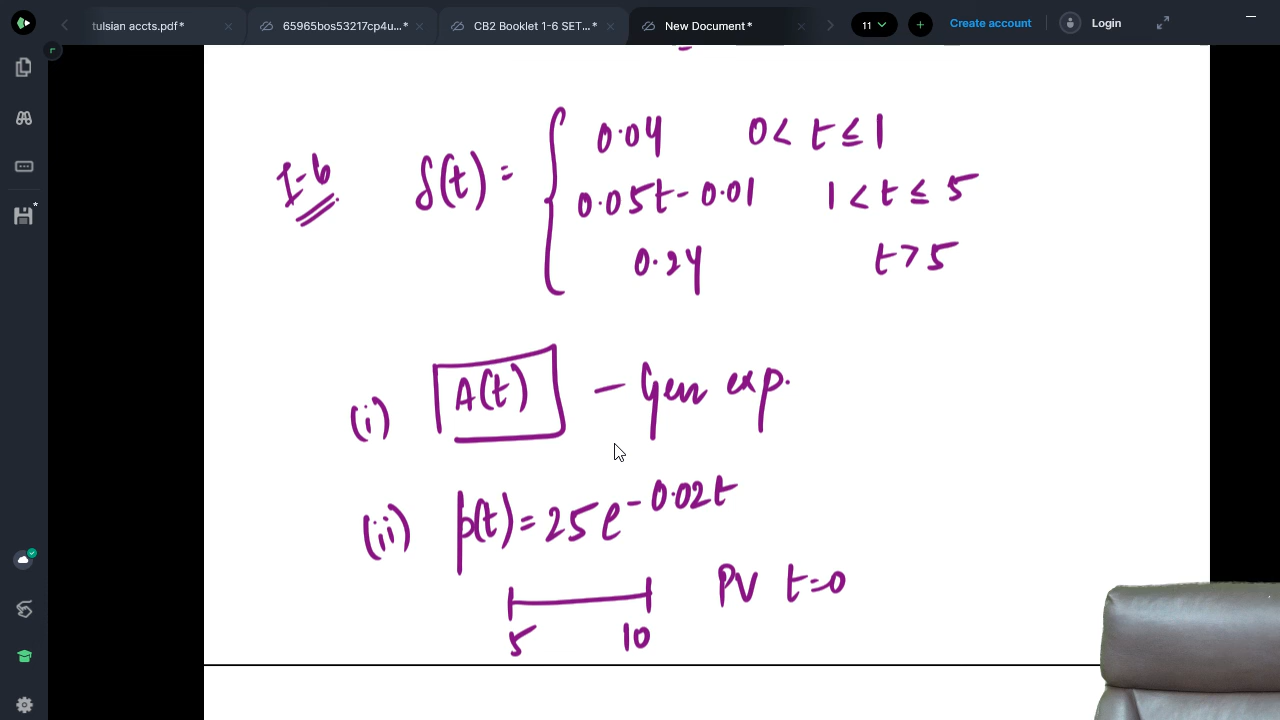 tulsian accts.pdf* 65965bos53217cp4u...* CB2 Booklet 1-6 SET...* New Document* 11 Create account Login
I-6 δ(t) = { 0.04 0 < t ≤ 1
0.05t - 0.01 1 < t ≤ 5
0.24 t > 5
(i) A(t) - Gen exp.
(ii) ρ(t) = 25e^{-0.02t}
5 10 PV t=0